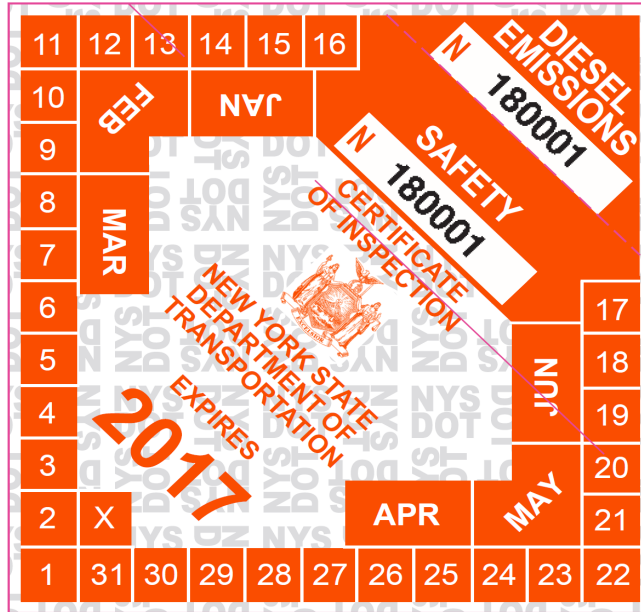 11 12 13 14 15 16
10
9
8
7
6
5
4
3
2 X
1 31 30 29 28 27 26 25 24 23 22
17
18
19
20
21
FEB
JAN
MAR
APR
MAY
JUN
DIESEL
EMISSIONS
N 180001
SAFETY
N 180001
CERTIFICATE
OF INSPECTION
NEW YORK STATE
DEPARTMENT OF
TRANSPORTATION
EXPIRES
2017
NYS
DOT